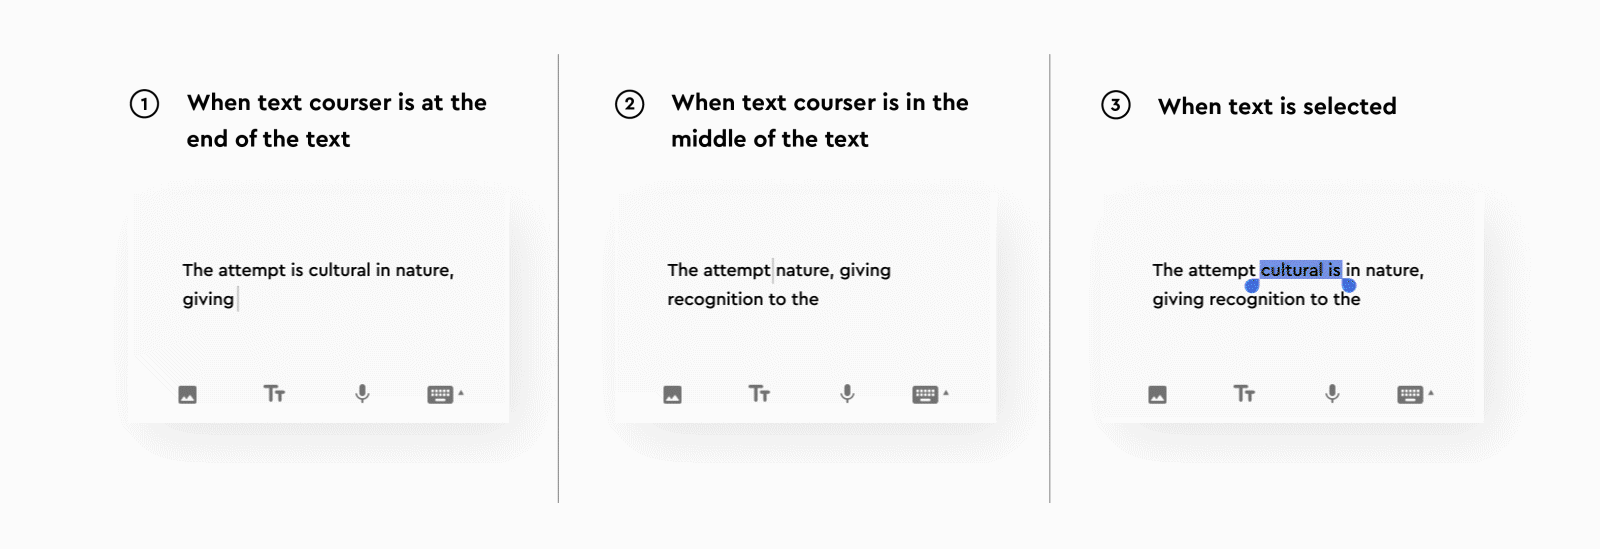 1 When text courser is at the
end of the text
The attempt is cultural in nature,
giving
Tт
2 When text courser is in the
middle of the text
The attempt nature, giving
recognition to the
Tт
3 When text is selected
The attempt cultural is in nature,
giving recognition to the
Tт